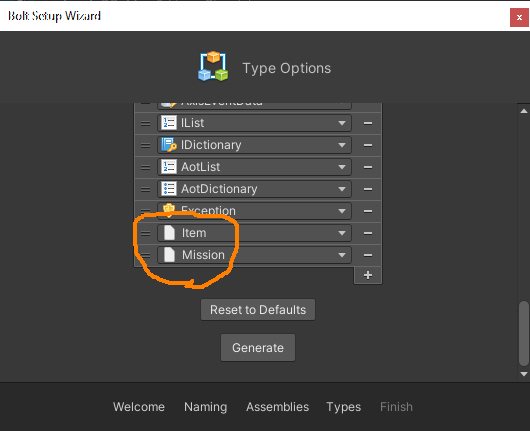 Bolt Setup Wizard
x
Type Options
AxisEventData
IList
IDictionary
AotList
AotDictionary
Exception
Item
Mission
Reset to Defaults
Generate
Welcome Naming Assemblies Types Finish